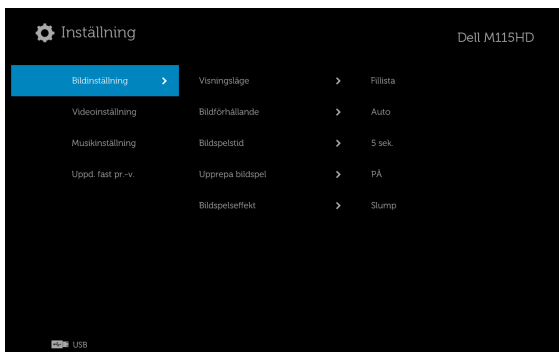 Inställning
Dell M115HD
Bildinställning Visningsläge Fillista
Videoinställning Bildförhållande Auto
Musikinställning Bildspelstid 5 sek.
Uppd. fast pr.-v. Upprepa bildspel PÅ
Bildspelseffekt Slump
USB